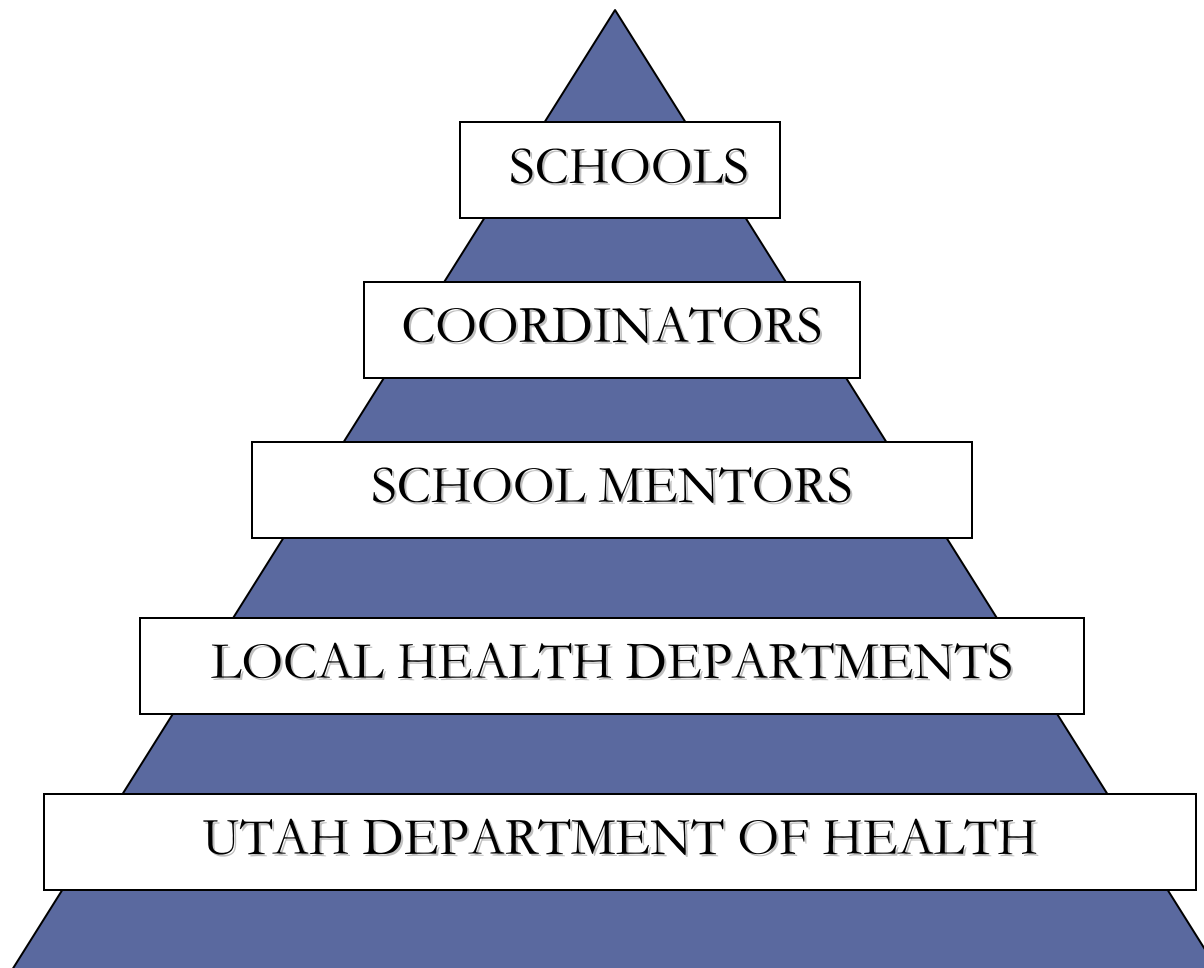 SCHOOLS
COORDINATORS
SCHOOL MENTORS
LOCAL HEALTH DEPARTMENTS
UTAH DEPARTMENT OF HEALTH